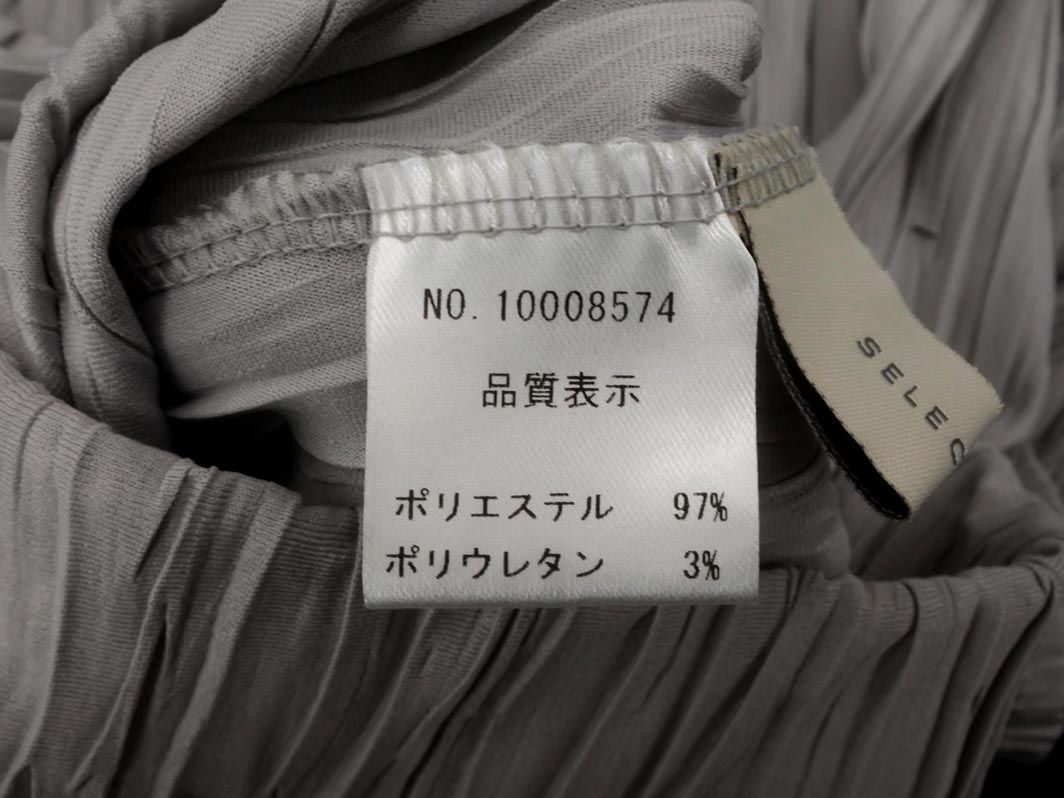 NO. 10008574
品質表示
ポリエステル 97%
ポリウレタン 3%
SELEC